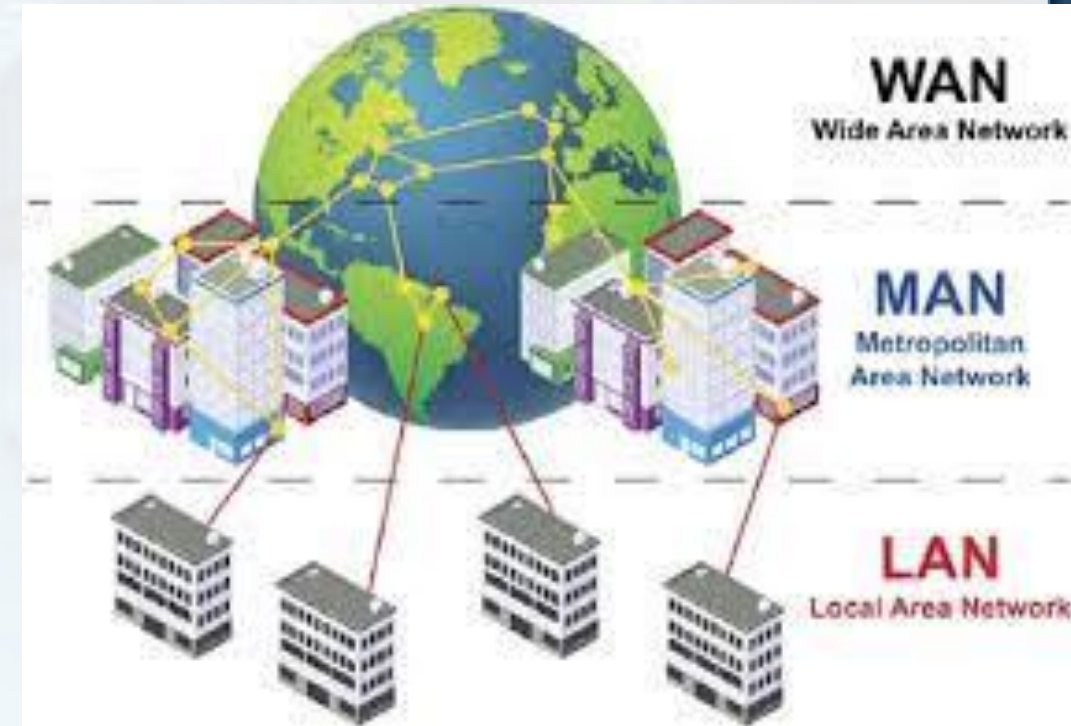 WAN
Wide Area Network
MAN
Metropolitan
Area Network
LAN
Local Area Network